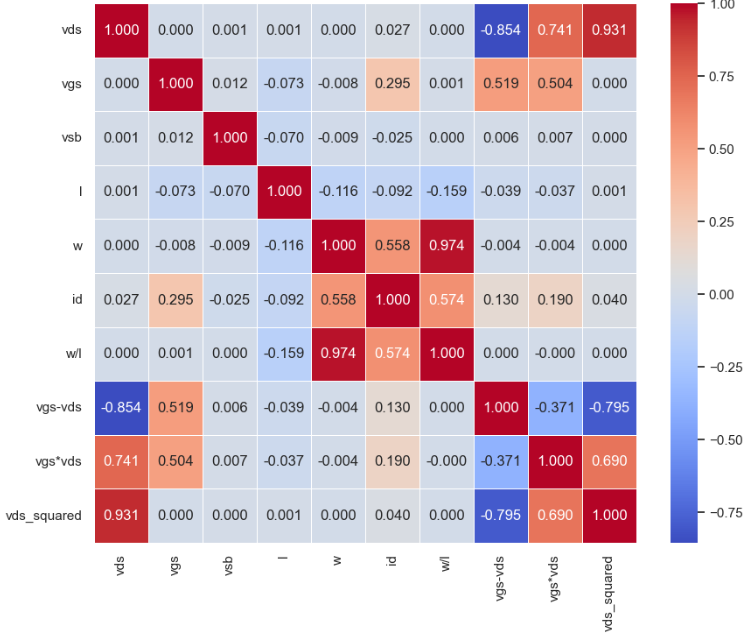 vds 1.000 0.000 0.001 0.001 0.000 0.027 0.000 -0.854 0.741 0.931
vgs 0.000 1.000 0.012 -0.073 -0.008 0.295 0.001 0.519 0.504 0.000
vsb 0.001 0.012 1.000 -0.070 -0.009 -0.025 0.000 0.006 0.007 0.000
l 0.001 -0.073 -0.070 1.000 -0.116 -0.092 -0.159 -0.039 -0.037 0.001
w 0.000 -0.008 -0.009 -0.116 1.000 0.558 0.974 -0.004 -0.004 0.000
id 0.027 0.295 -0.025 -0.092 0.558 1.000 0.574 0.130 0.190 0.040
w/l 0.000 0.001 0.000 -0.159 0.974 0.574 1.000 0.000 -0.000 0.000
vgs-vds -0.854 0.519 0.006 -0.039 -0.004 0.130 0.000 1.000 -0.371 -0.795
vgs*vds 0.741 0.504 0.007 -0.037 -0.004 0.190 -0.000 -0.371 1.000 0.690
vds_squared 0.931 0.000 0.000 0.001 0.000 0.040 0.000 -0.795 0.690 1.000
vds vgs vsb l w id w/l vgs-vds vgs*vds vds_squared
1.00
0.75
0.50
0.25
0.00
−0.25
−0.50
−0.75